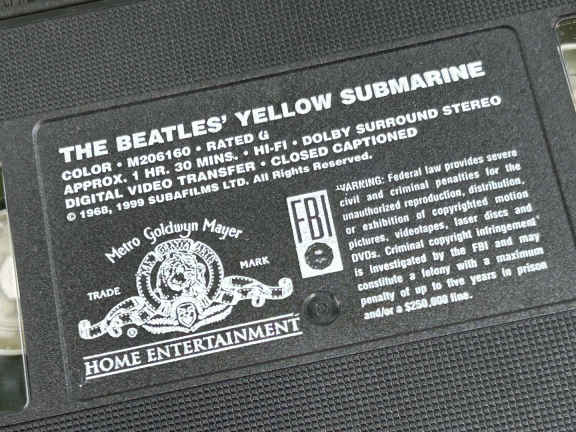 THE BEATLES' YELLOW SUBMARINE
COLOR • M206160 • RATED G
APPROX. 1 HR. 30 MINS. • HI-FI • DOLBY SURROUND STEREO
DIGITAL VIDEO TRANSFER • CLOSED CAPTIONED
© 1968, 1999 SUBAFILMS LTD. All Rights Reserved.
Metro Goldwyn Mayer
TRADE MARK
®
HOME ENTERTAINMENT
FBI
WARNING: Federal law provides severe
civil and criminal penalties for the
unauthorized reproduction, distribution,
or exhibition of copyrighted motion
pictures, videotapes, laser discs and
DVDs. Criminal copyright infringement
is investigated by the FBI and may
constitute a felony with a maximum
penalty of up to five years in prison
and/or a $250,000 fine.